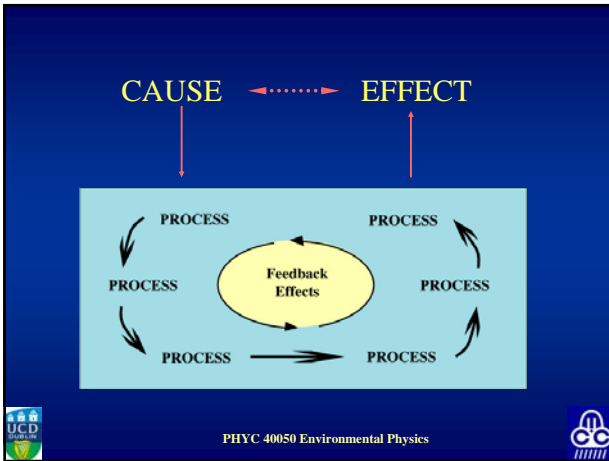 CAUSE EFFECT
PROCESS PROCESS
Feedback
Effects
PROCESS PROCESS
PROCESS PROCESS
UCD
DUBLIN
PHYC 40050 Environmental Physics